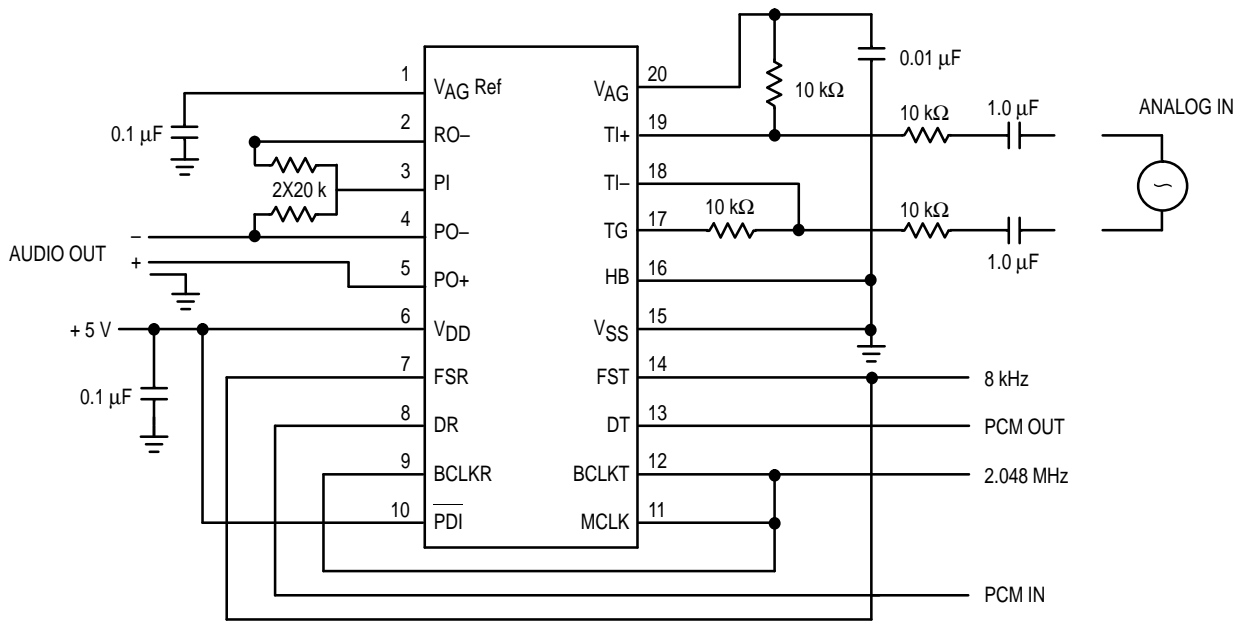 0.1 μF
1
VAG Ref
2
RO–
3
PI
2X20 k
4
PO–
5
PO+
AUDIO OUT
–
+
+ 5 V
6
VDD
7
FSR
0.1 μF
8
DR
9
BCLKR
10
PDI
20
VAG
19
TI+
18
TI–
17
TG
16
HB
15
VSS
14
FST
13
DT
12
BCLKT
11
MCLK
0.01 μF
10 kΩ
10 kΩ
1.0 μF
ANALOG IN
10 kΩ
10 kΩ
1.0 μF
8 kHz
PCM OUT
2.048 MHz
PCM IN